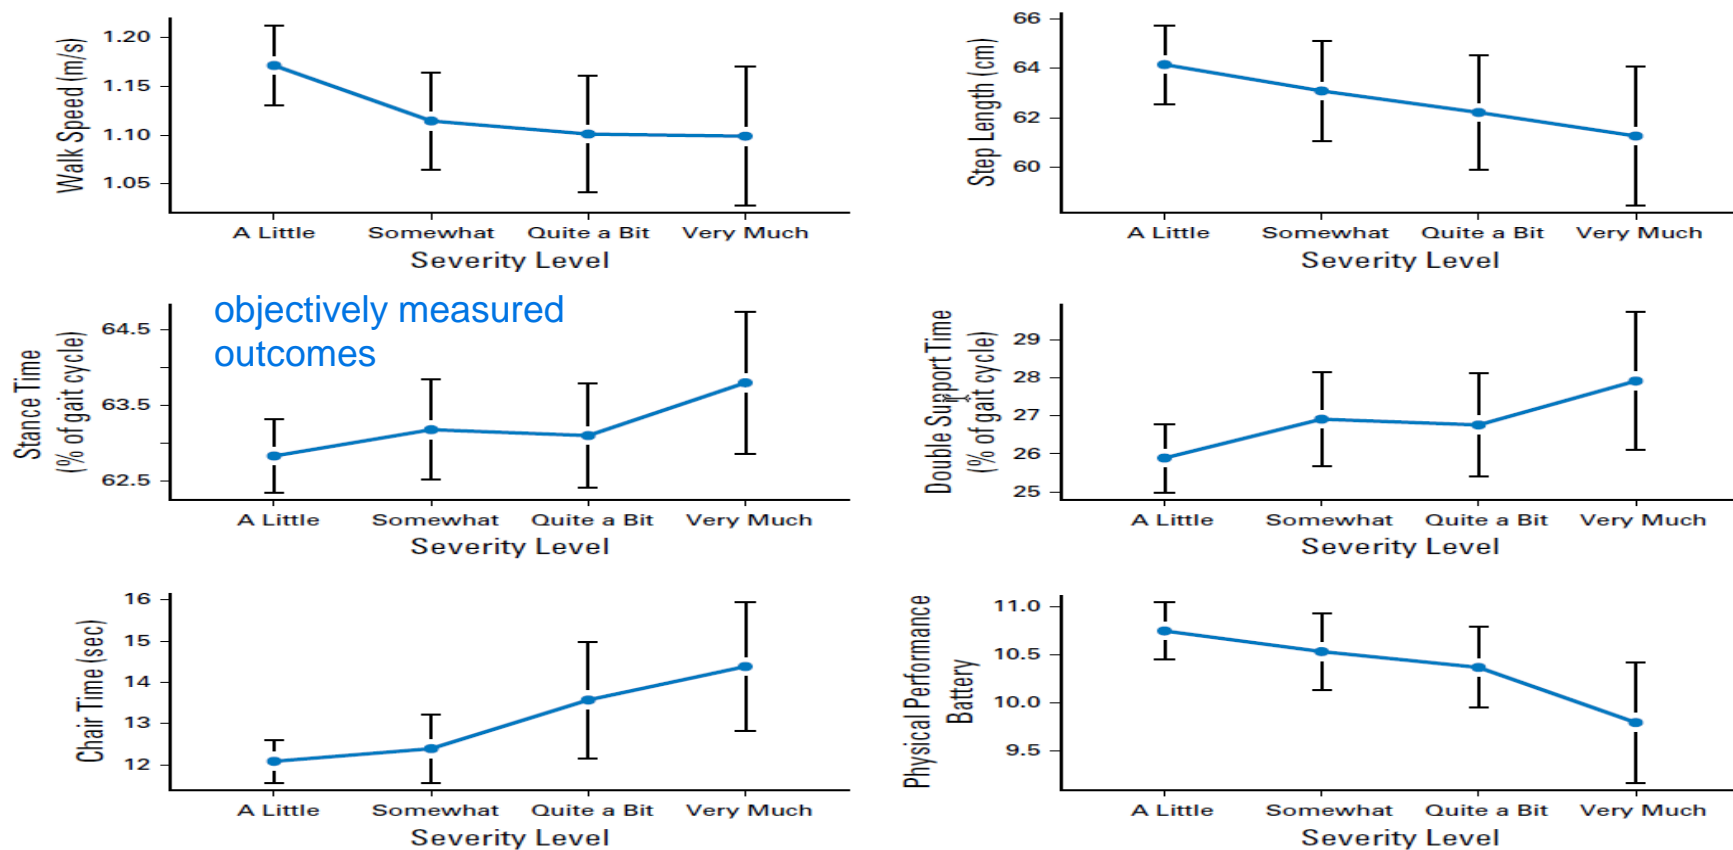 Walk Speed (m/s)
1.20
1.15
1.10
1.05
A Little Somewhat Quite a Bit Very Much
Severity Level
Step Length (cm)
66
64
62
60
A Little Somewhat Quite a Bit Very Much
Severity Level
objectively measured
outcomes
Stance Time
(% of gait cycle)
64.5
63.5
62.5
A Little Somewhat Quite a Bit Very Much
Severity Level
Double Support Time
(% of gait cycle)
29
28
27
26
25
A Little Somewhat Quite a Bit Very Much
Severity Level
Chair Time (sec)
16
15
14
13
12
A Little Somewhat Quite a Bit Very Much
Severity Level
Physical Performance
Battery
11.0
10.5
10.0
9.5
A Little Somewhat Quite a Bit Very Much
Severity Level